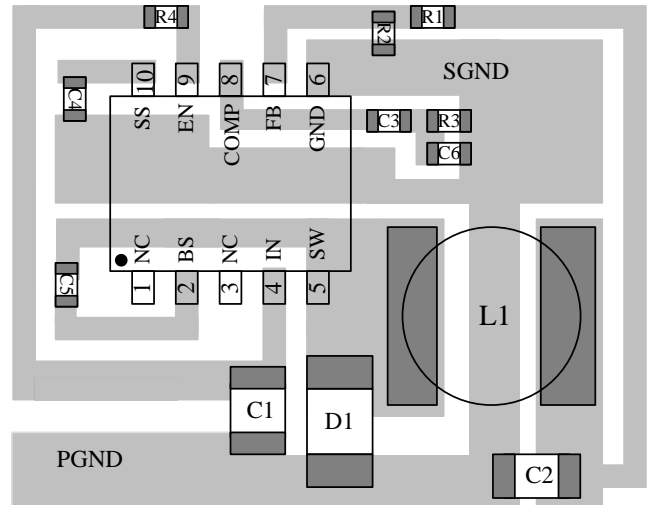 R4
R1
R2
SGND
10 9 8 7 6
C4
SS EN COMP FB GND
C3 R3
C6
NC BS NC IN SW
C5
1 2 3 4 5
L1
C1
D1
PGND
C2